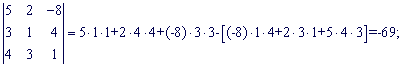 |5 2 −8|
|3 1 4| = 5·1·1+2·4·4+(-8)·3·3-[(-8)·1·4+2·3·1+5·4·3]=-69;
|4 3 1|